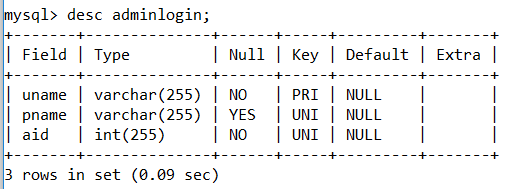 mysql> desc adminlogin;
+-------+--------------+------+-----+---------+-------+
| Field | Type         | Null | Key | Default | Extra |
+-------+--------------+------+-----+---------+-------+
| uname | varchar(255) | NO   | PRI | NULL    |       |
| pname | varchar(255) | YES  | UNI | NULL    |       |
| aid   | int(255)     | NO   | UNI | NULL    |       |
+-------+--------------+------+-----+---------+-------+
3 rows in set (0.09 sec)